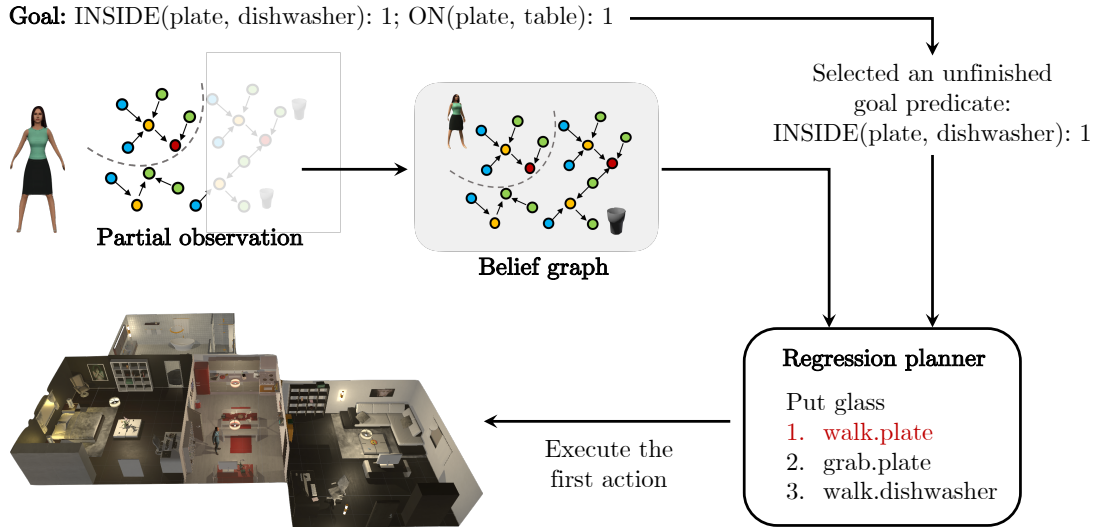 Goal: INSIDE(plate, dishwasher): 1; ON(plate, table): 1
Selected an unfinished
goal predicate:
INSIDE(plate, dishwasher): 1
Partial observation
Belief graph
Regression planner
Put glass
1. walk.plate
2. grab.plate
3. walk.dishwasher
Execute the
first action